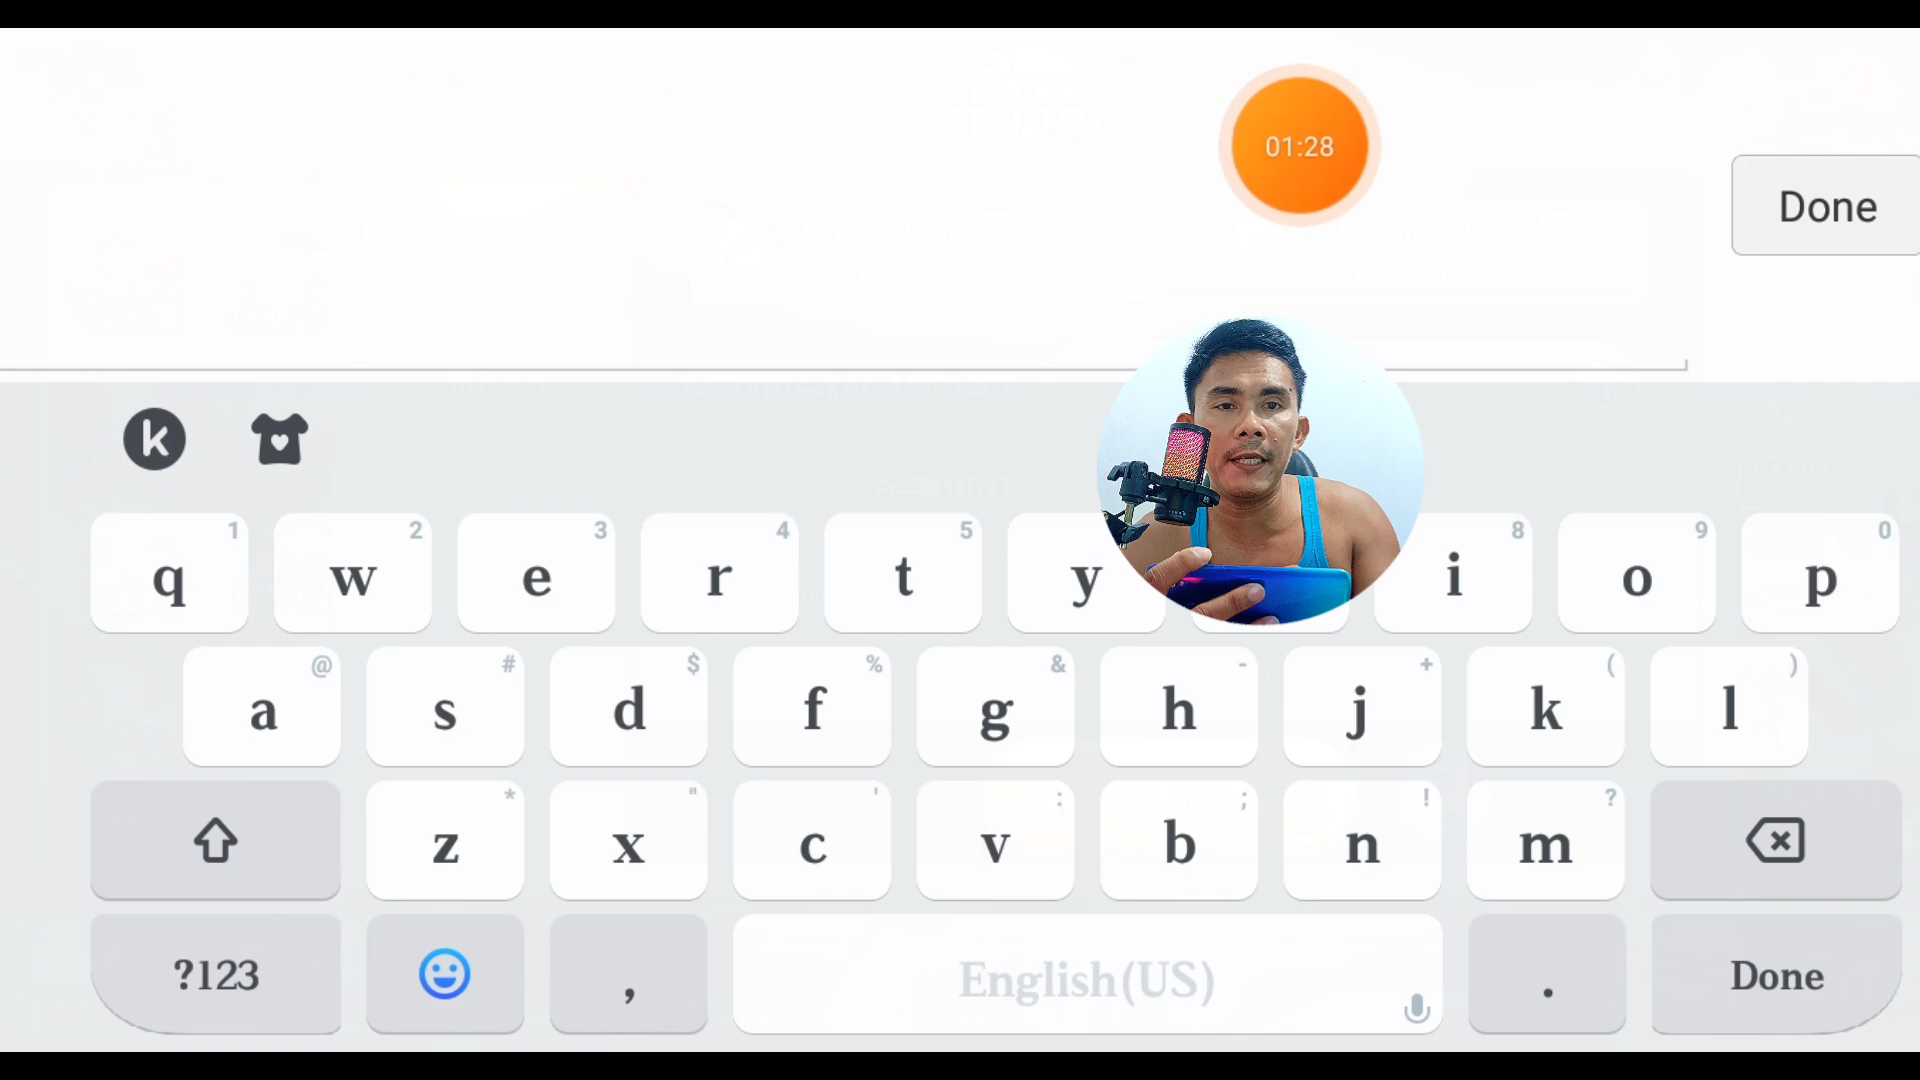 01:28
Done
k
1 2 3 4 5 8 9 0
q w e r t y i o p
@ # $ % & - + ( )
a s d f g h j k l
* " ' : ; ! ?
z x c v b n m
?123 , English(US) . Done